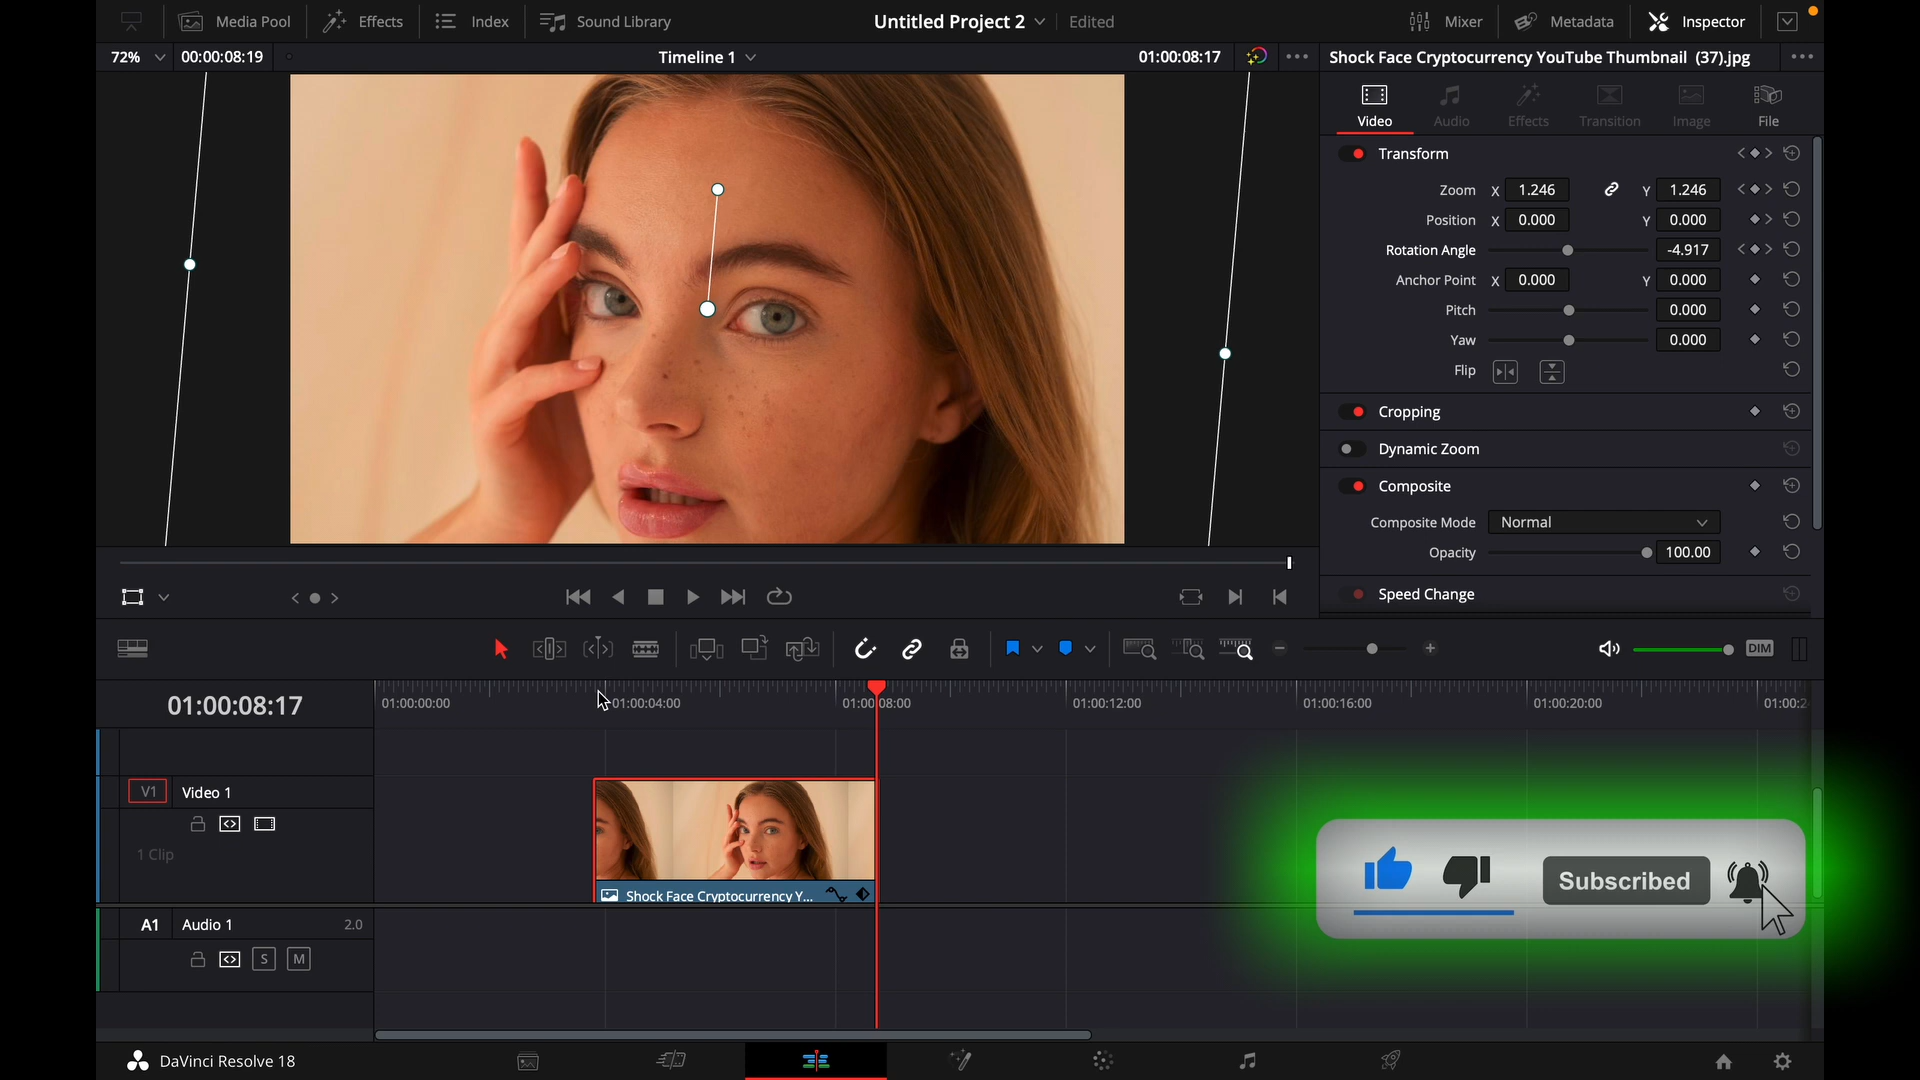 Media Pool Effects Index Sound Library Untitled Project 2 Edited Mixer Metadata Inspector
72% 00:00:08:19 Timeline 1 01:00:08:17 Shock Face Cryptocurrency YouTube Thumbnail (37).jpg
Video Audio Effects Transition Image File
Transform
Zoom X 1.246 Y 1.246
Position X 0.000 Y 0.000
Rotation Angle -4.917
Anchor Point X 0.000 Y 0.000
Pitch 0.000
Yaw 0.000
Flip
Cropping
Dynamic Zoom
Composite
Composite Mode Normal
Opacity 100.00
Speed Change
DIM
01:00:08:17
01:00:00:00 01:00:04:00 01:00:08:00 01:00:12:00 01:00:16:00 01:00:20:00 01:00:2
V1 Video 1
1 Clip
Shock Face Cryptocurrency Y...
Subscribed
A1 Audio 1 2.0
S M
DaVinci Resolve 18